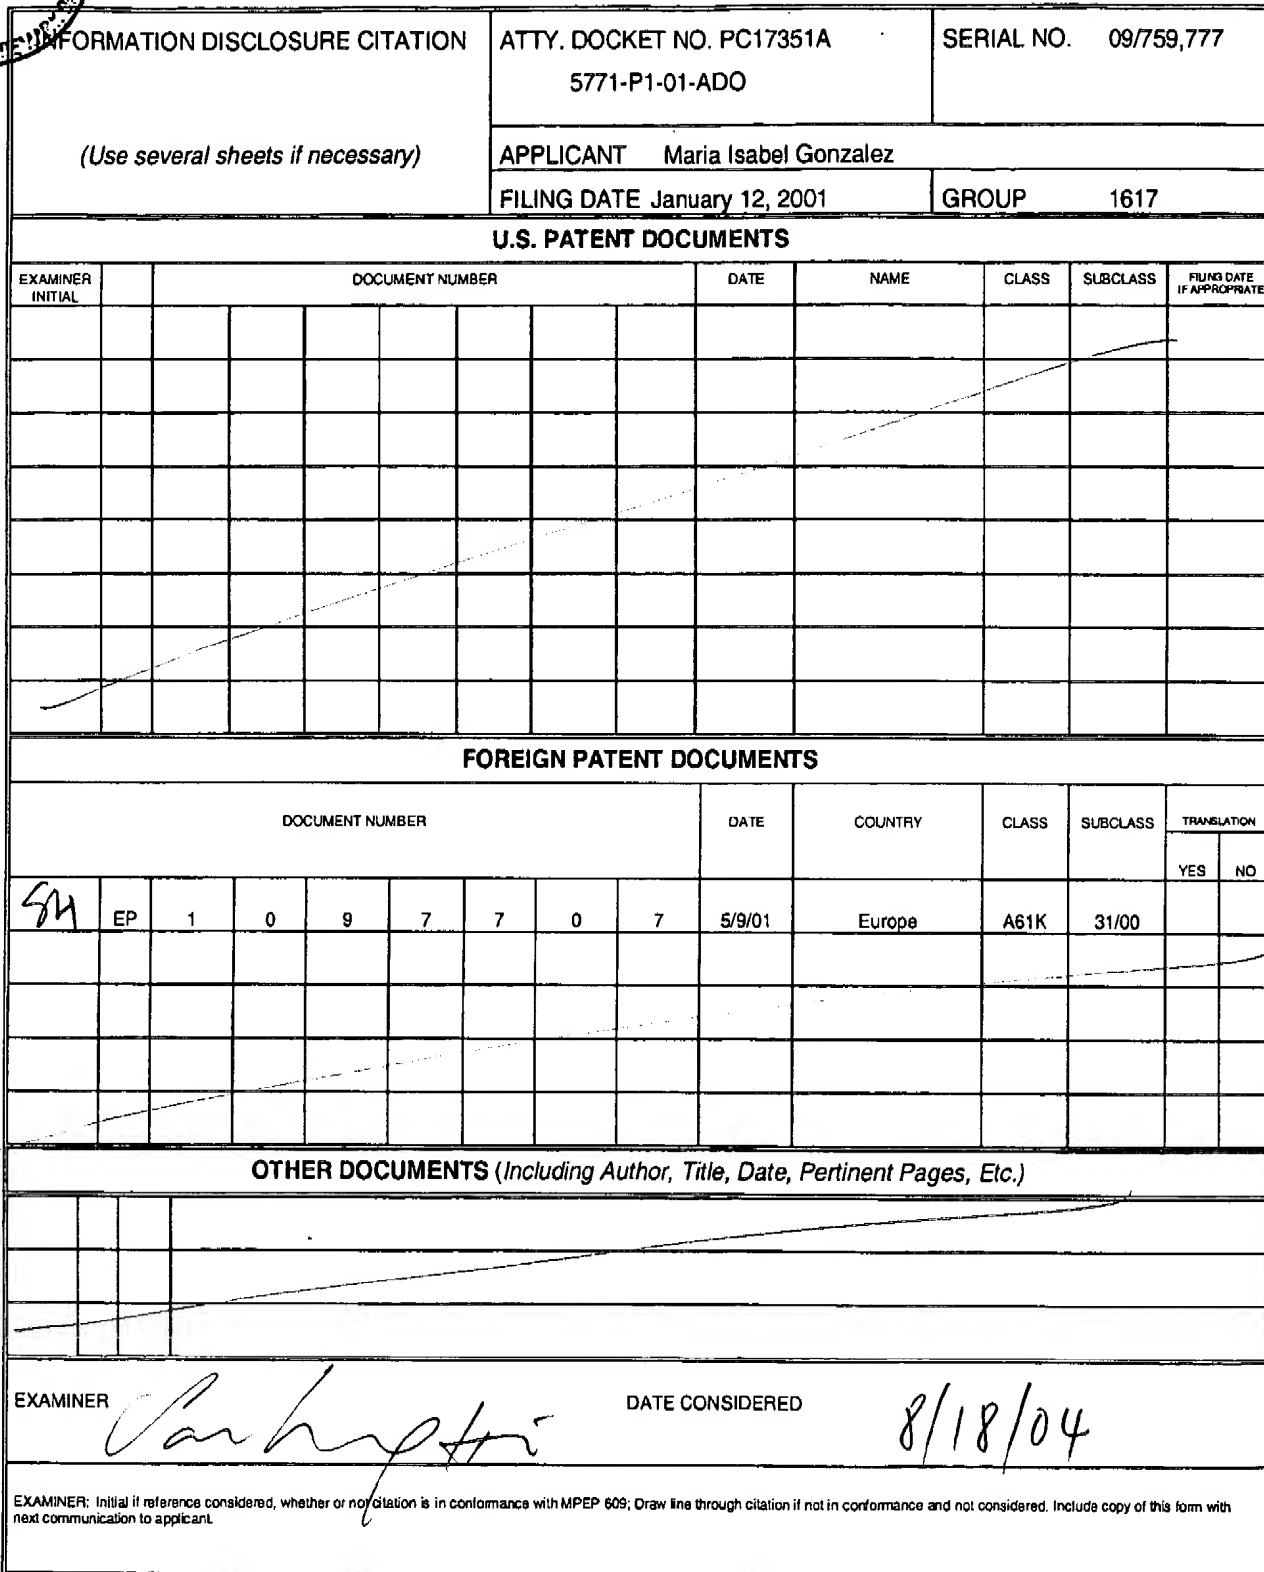 INFORMATION DISCLOSURE CITATION
(Use several sheets if necessary)
ATTY. DOCKET NO. PC17351A
5771-P1-01-ADO
SERIAL NO. 09/759,777
APPLICANT Maria Isabel Gonzalez
FILING DATE January 12, 2001
GROUP 1617
U.S. PATENT DOCUMENTS
EXAMINER INITIAL DOCUMENT NUMBER DATE NAME CLASS SUBCLASS FILING DATE IF APPROPRIATE
FOREIGN PATENT DOCUMENTS
DOCUMENT NUMBER DATE COUNTRY CLASS SUBCLASS TRANSLATION
YES NO
EP 1 0 9 7 7 0 7 5/9/01 Europe A61K 31/00
OTHER DOCUMENTS (Including Author, Title, Date, Pertinent Pages, Etc.)
EXAMINER DATE CONSIDERED 8/18/04
EXAMINER: Initial if reference considered, whether or not citation is in conformance with MPEP 609; Draw line through citation if not in conformance and not considered. Include copy of this form with
next communication to applicant.